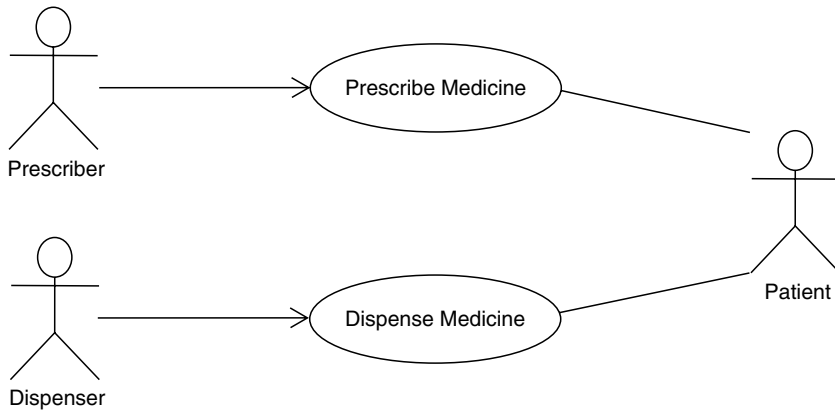 Prescribe Medicine
Prescriber
Patient
Dispense Medicine
Dispenser